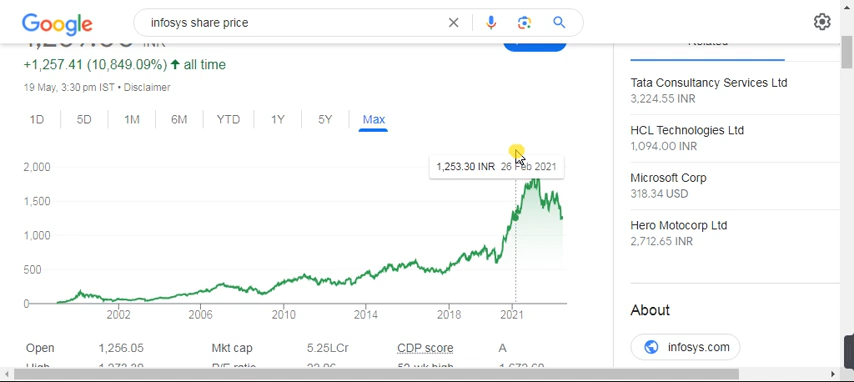 Google
infosys share price
INR
+1,257.41 (10,849.09%) ↑ all time
19 May, 3:30 pm IST • Disclaimer
1D 5D 1M 6M YTD 1Y 5Y Max
1,253.30 INR 26 Feb 2021
2,000
1,500
1,000
500
0
2002 2006 2010 2014 2018 2021
Open 1,256.05 Mkt cap 5.25LCr CDP score A
Related
Tata Consultancy Services Ltd
3,224.55 INR
HCL Technologies Ltd
1,094.00 INR
Microsoft Corp
318.34 USD
Hero Motocorp Ltd
2,712.65 INR
About
infosys.com